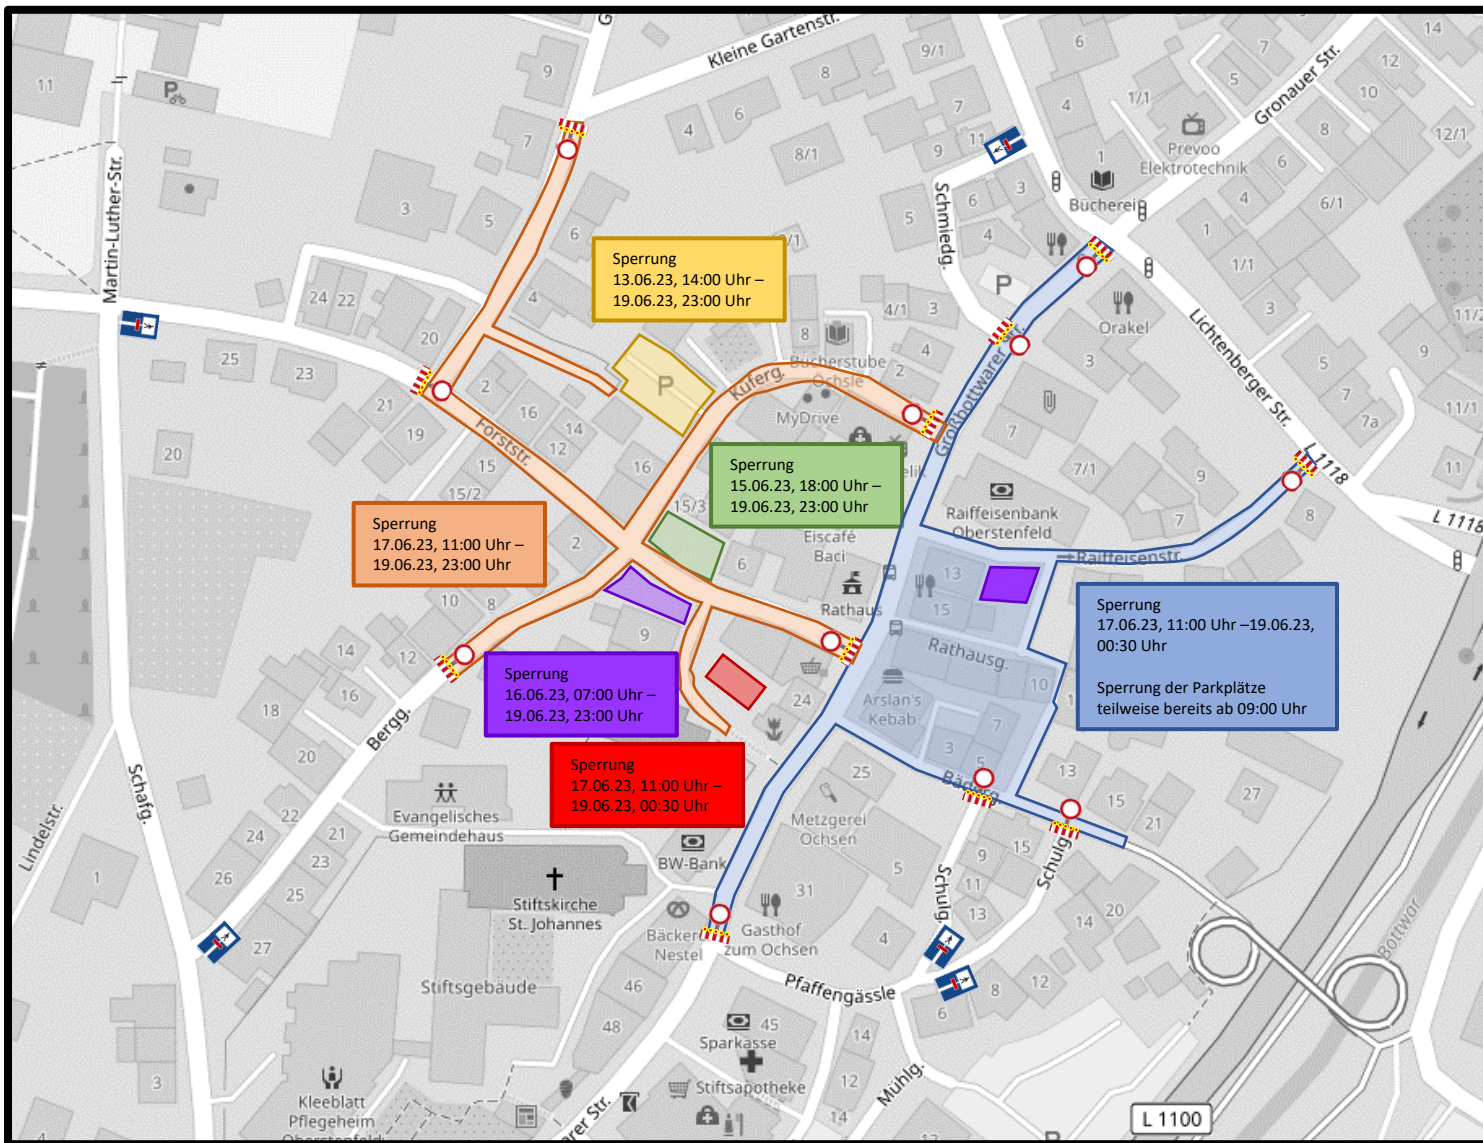 Kleine Gartenstr.
Gronauer Str.
Martin-Luther-Str.
Prevoo
Elektrotechnik
Bücherei
Schmiedg.
Sperrung
13.06.23, 14:00 Uhr –
19.06.23, 23:00 Uhr
Orakel
Lichtenberger Str.
Bücherstube
Öchsle
Küferg.
MyDrive
Großbottwarer Str.
Forststr.
L 1118
L 1118
Sperrung
15.06.23, 18:00 Uhr –
19.06.23, 23:00 Uhr
Raiffeisenbank
Oberstenfeld
Eiscafé
Baci
Raiffeisenstr.
Sperrung
17.06.23, 11:00 Uhr –
19.06.23, 23:00 Uhr
Rathaus
Rathausg.
Sperrung
17.06.23, 11:00 Uhr –19.06.23,
00:30 Uhr
Sperrung der Parkplätze
teilweise bereits ab 09:00 Uhr
Sperrung
16.06.23, 07:00 Uhr –
19.06.23, 23:00 Uhr
Arslan's
Kebab
Bergg.
Sperrung
17.06.23, 11:00 Uhr –
19.06.23, 00:30 Uhr
Bäderg.
Schafg.
Lindelstr.
Evangelisches
Gemeindehaus
Metzgerei
Ochsen
BW-Bank
Schulg.
Schulg.
Stiftskirche
St. Johannes
Bäcker
Nestel
Gasthof
zum Ochsen
Bottwar
Stiftsgebäude
Pfaffengässle
Sparkasse
Stiftsapotheke
Mühlg.
Kleeblatt
Pflegeheim
Oberstenfeld
L 1100